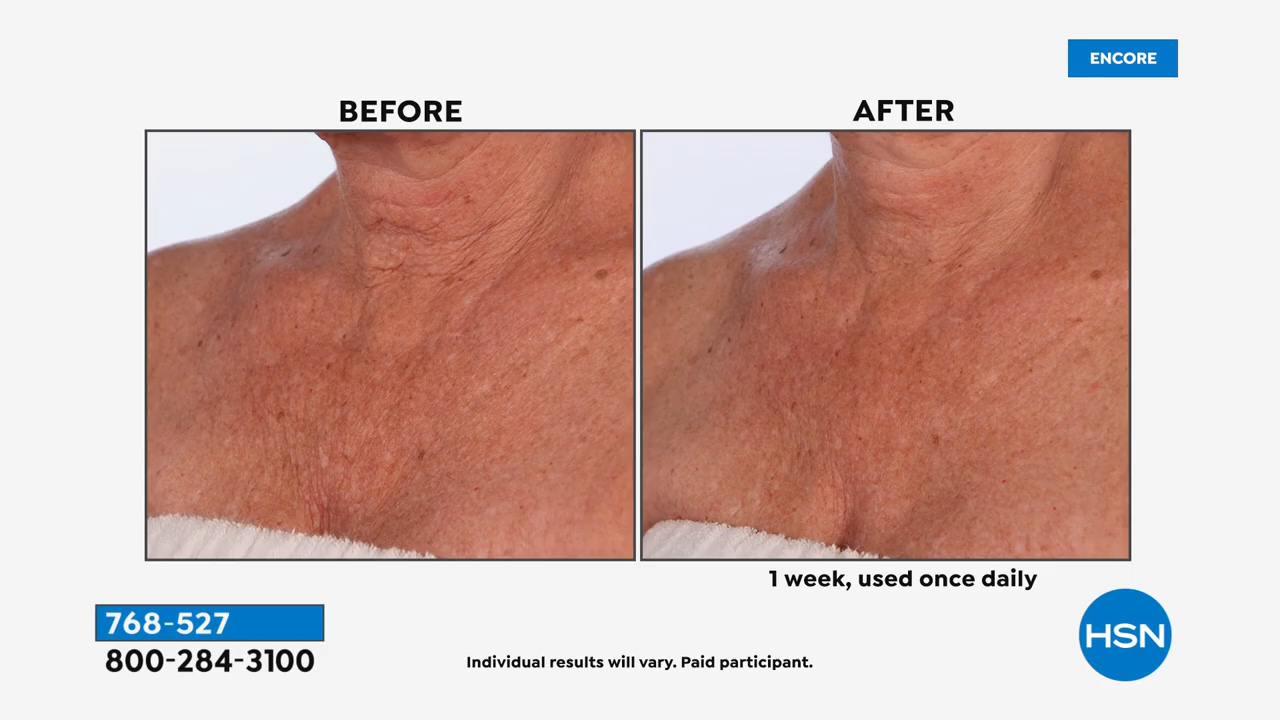 ENCORE
BEFORE
AFTER
1 week, used once daily
768-527
800-284-3100
Individual results will vary. Paid participant.
HSN